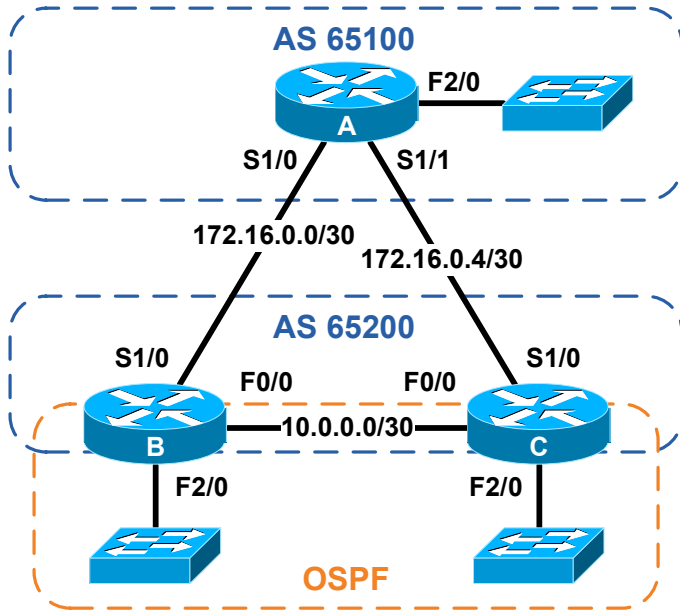 AS 65100
F2/0
A
S1/0
S1/1
172.16.0.0/30
172.16.0.4/30
AS 65200
S1/0
S1/0
F0/0
F0/0
10.0.0.0/30
B
C
F2/0
F2/0
OSPF